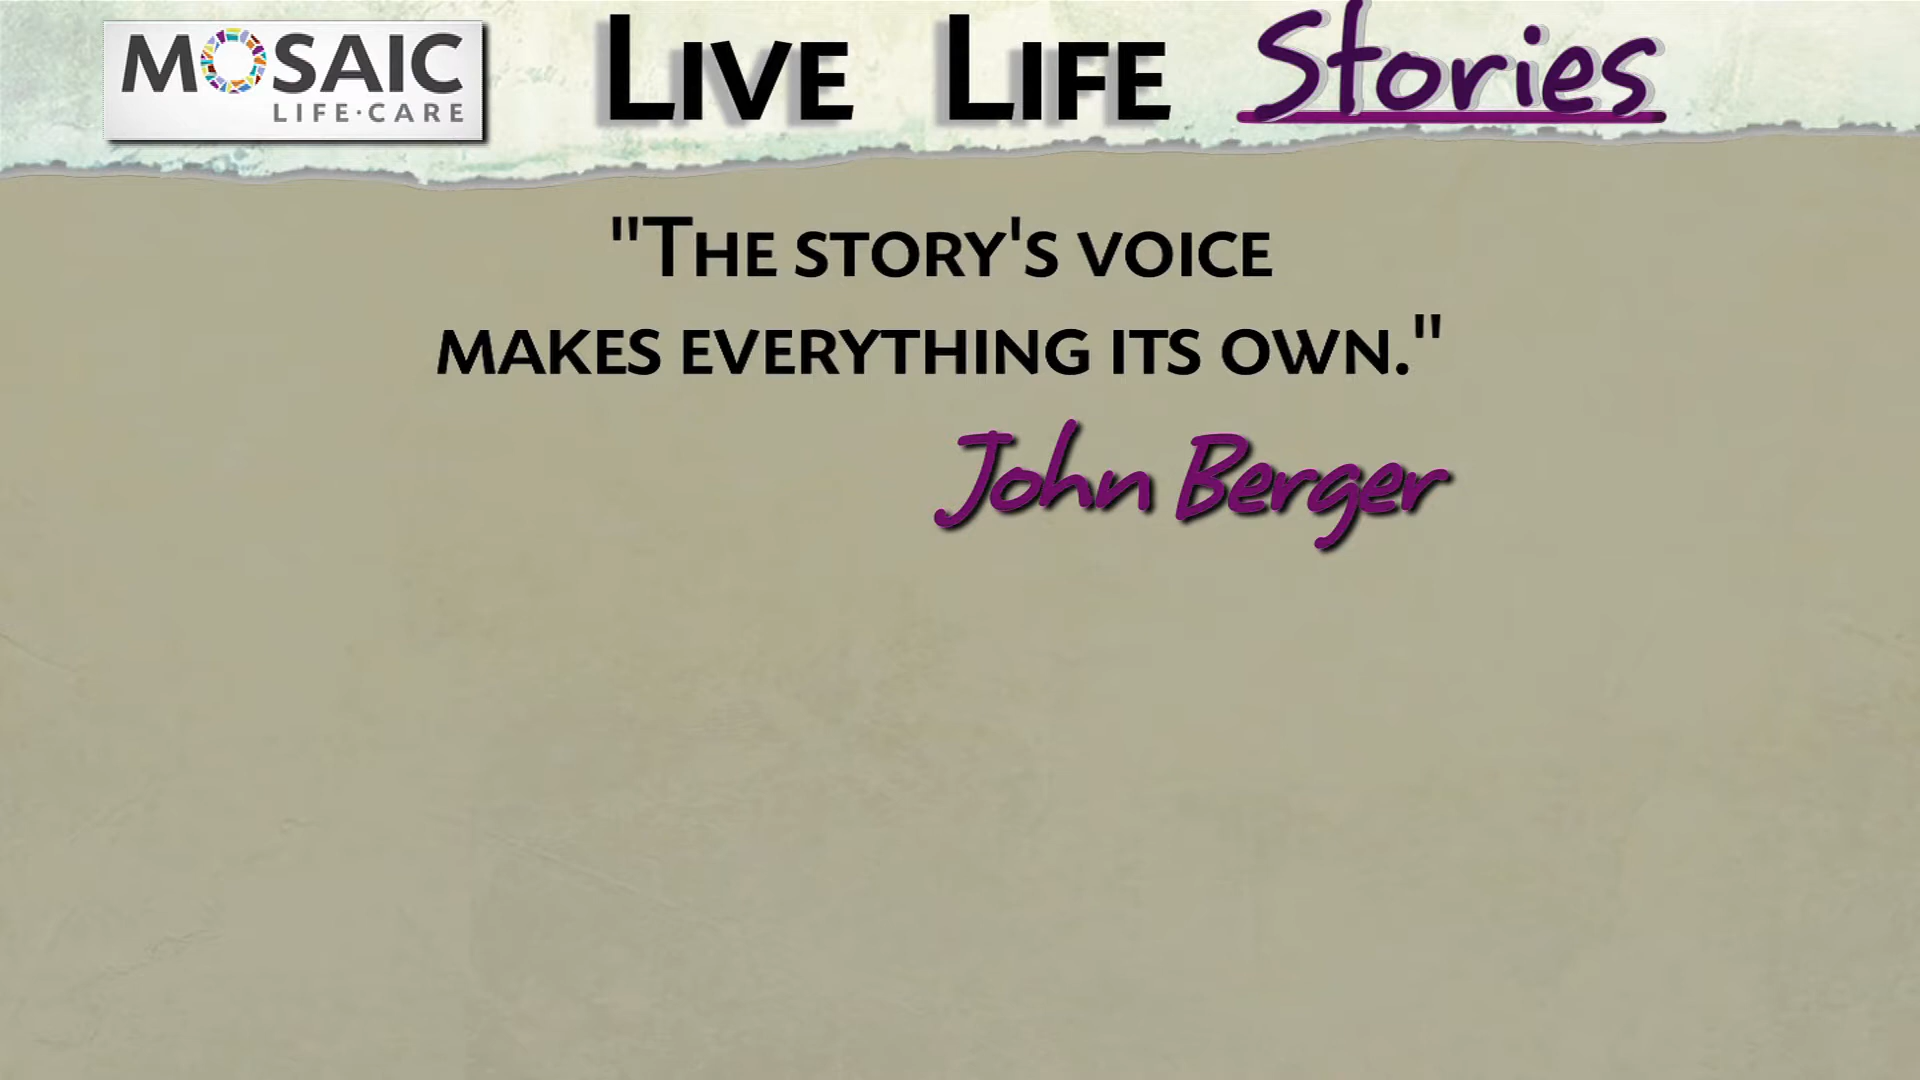 MOSAIC
LIFE·CARE
LIVE LIFE Stories
"THE STORY'S VOICE
MAKES EVERYTHING ITS OWN."
John Berger